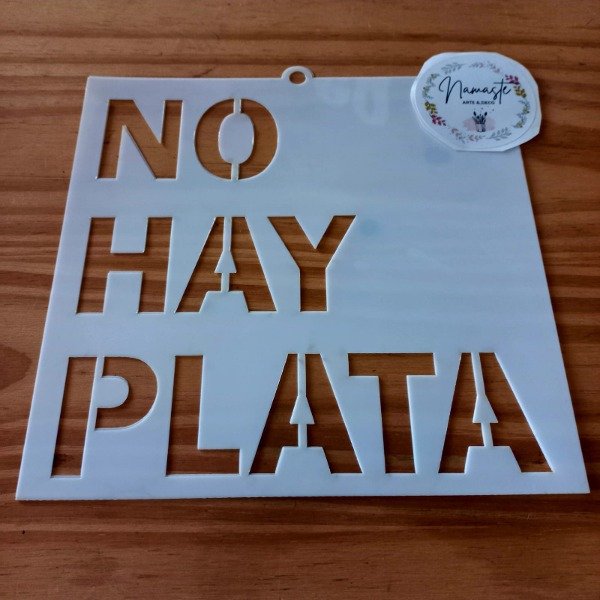 NO
HAY
PLATA
Namaste
ARTE & DECO